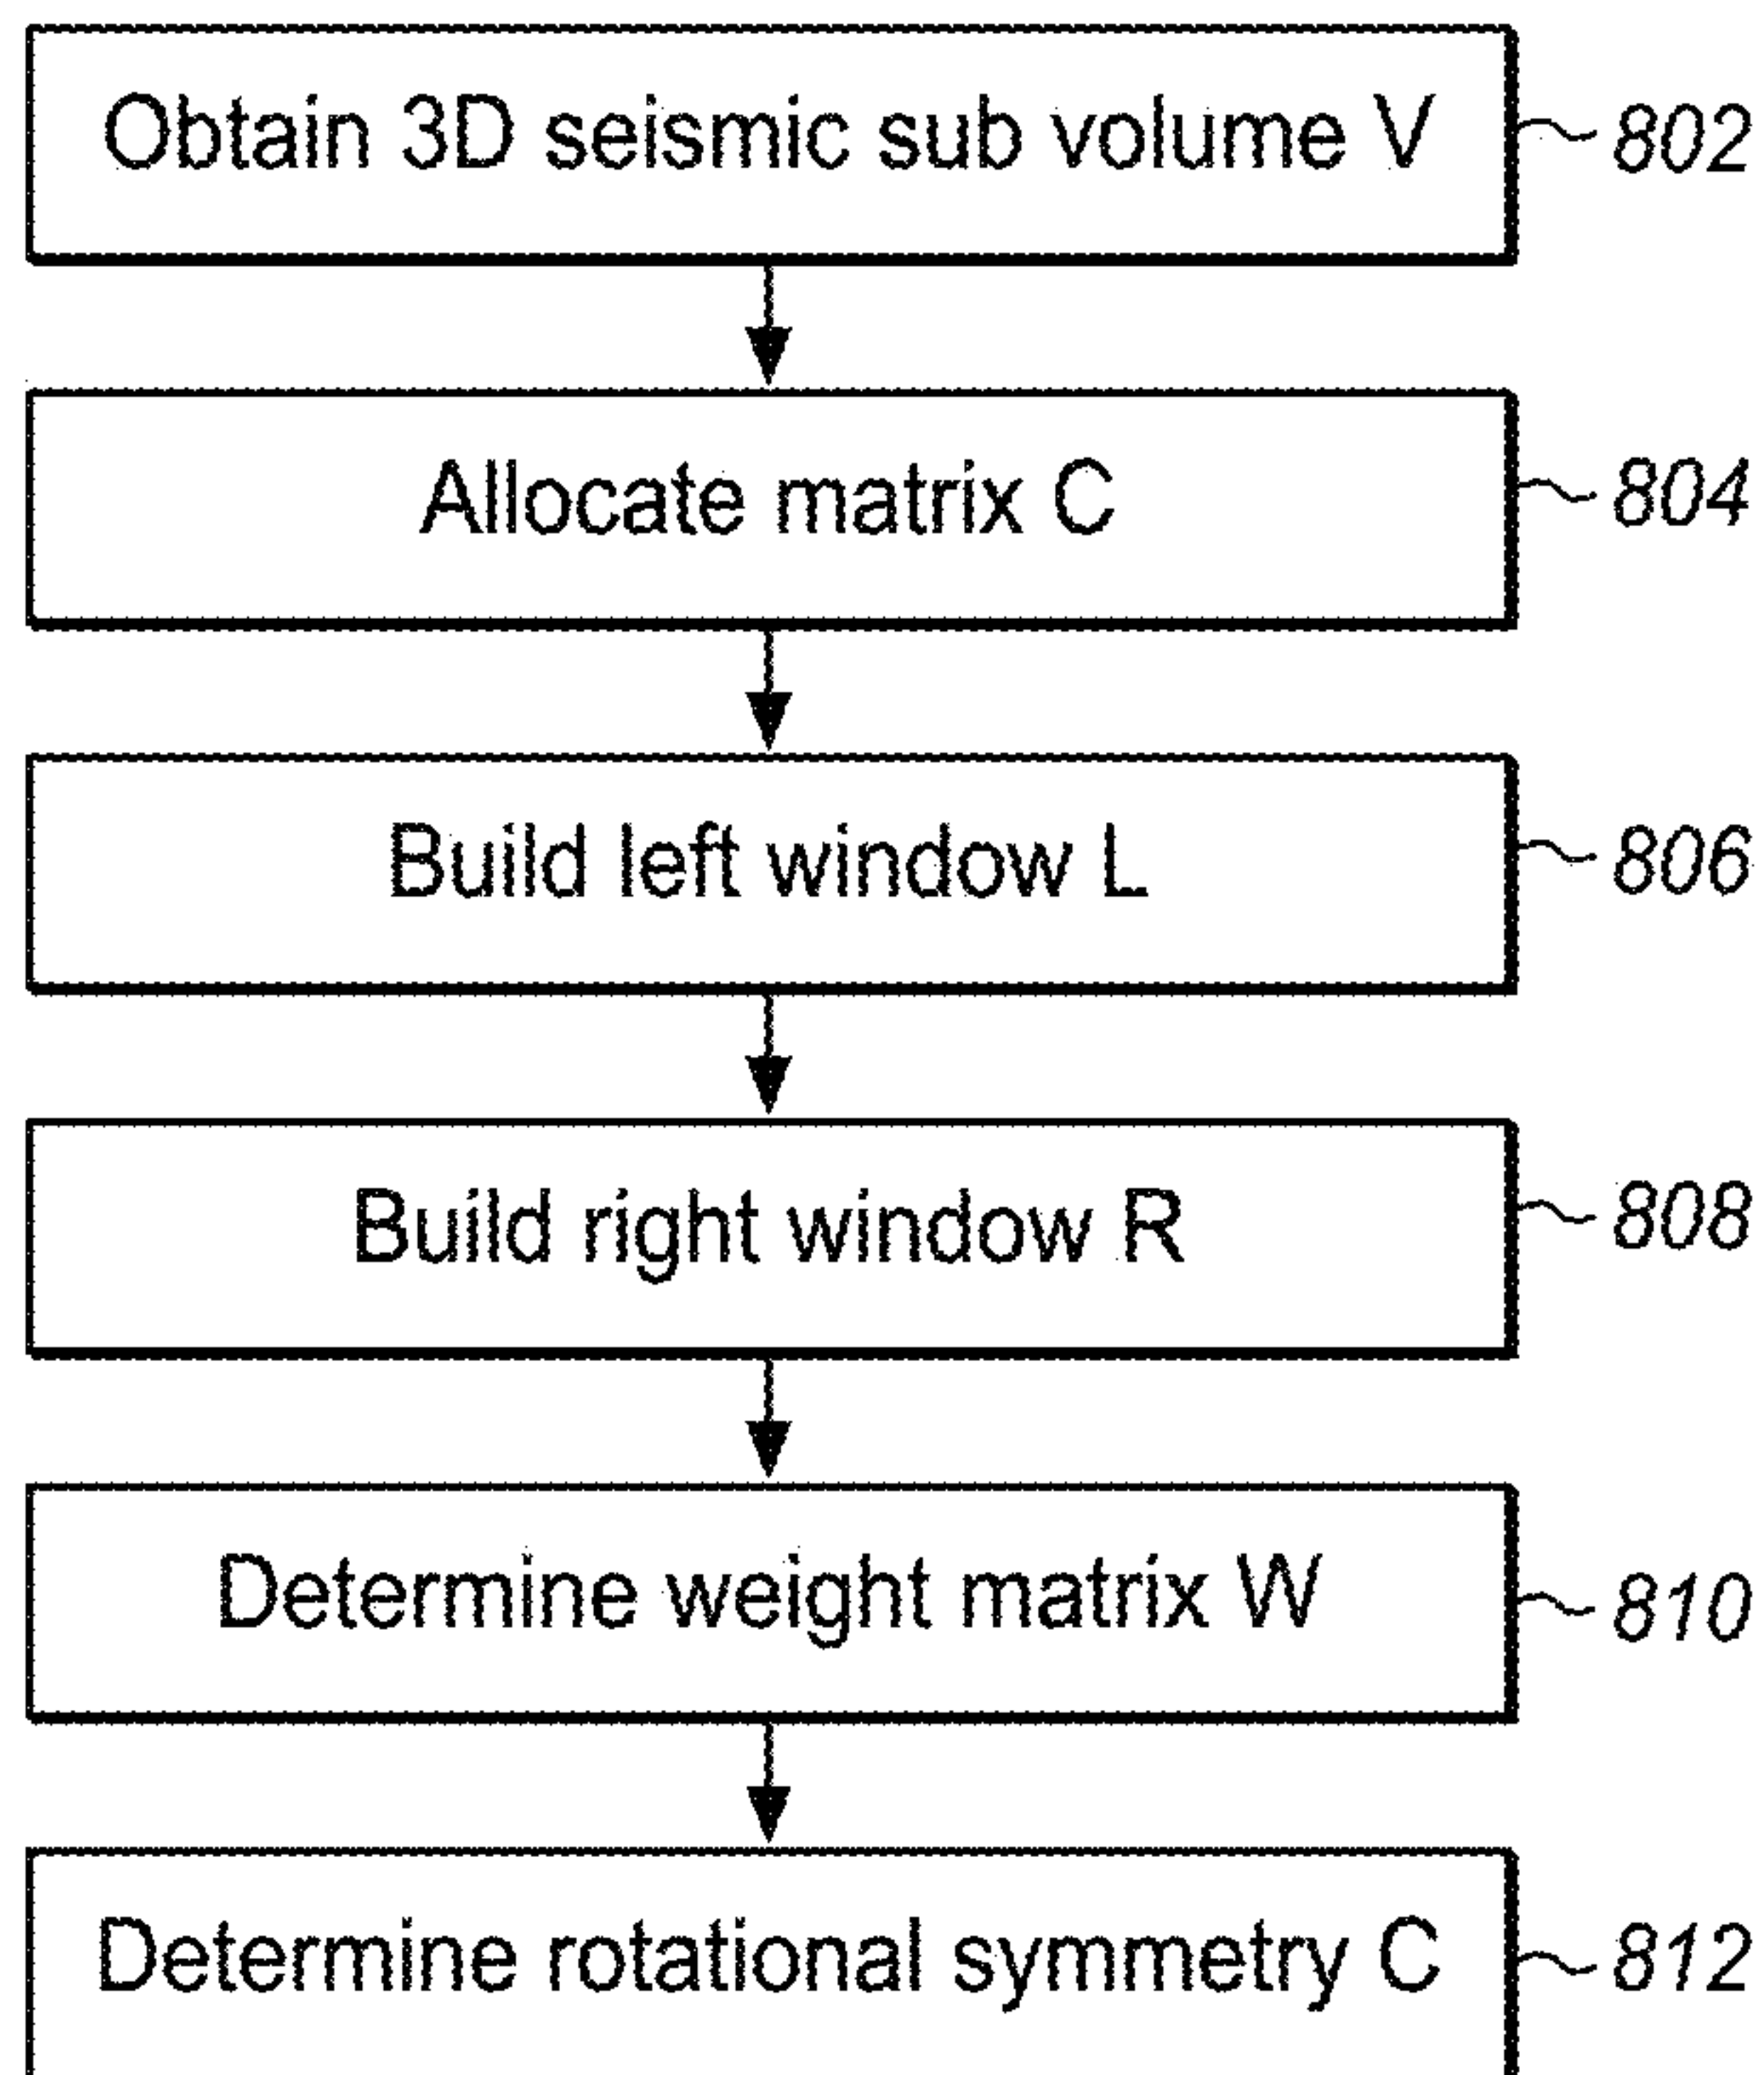 Obtain 3D seismic sub volume V 802
Allocate matrix C 804
Build left window L 806
Build right window R 808
Determine weight matrix W 810
Determine rotational symmetry C 812